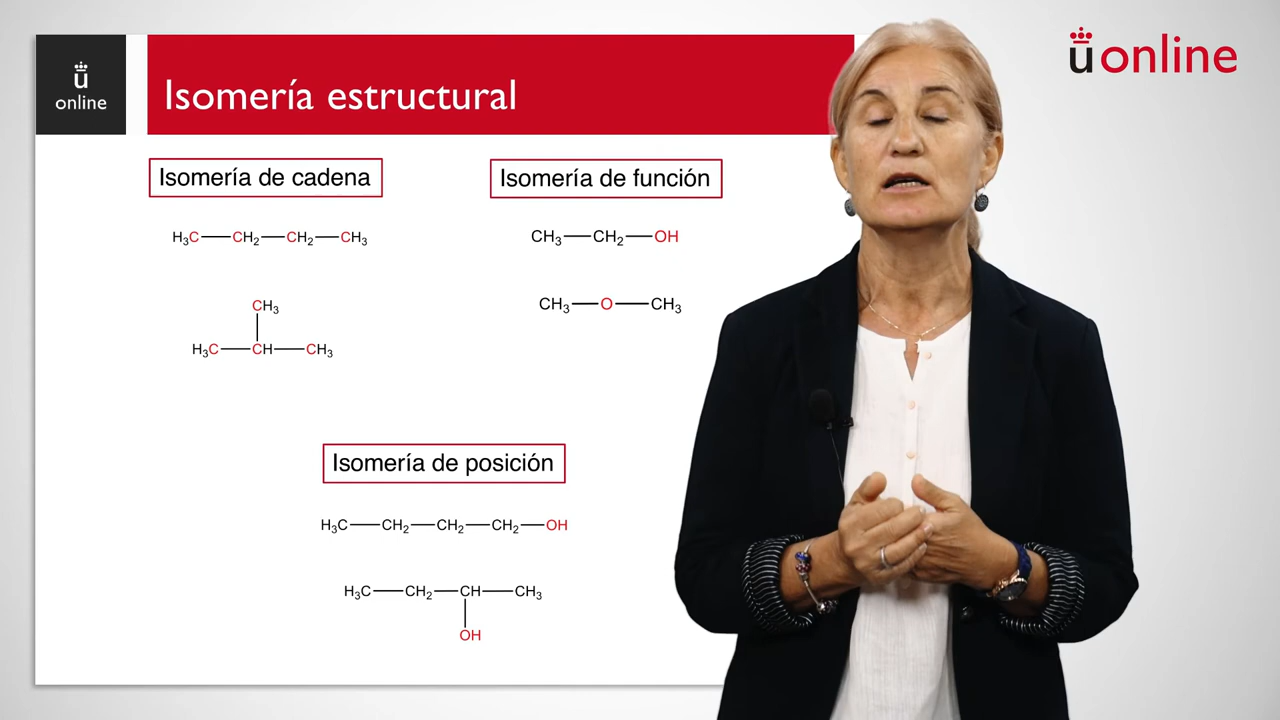 ü
online
Isomería estructural
üonline
Isomería de cadena
H₃C—CH₂—CH₂—CH₃
CH₃
H₃C—CH—CH₃
Isomería de función
CH₃—CH₂—OH
CH₃—O—CH₃
Isomería de posición
H₃C—CH₂—CH₂—CH₂—OH
H₃C—CH₂—CH—CH₃
OH